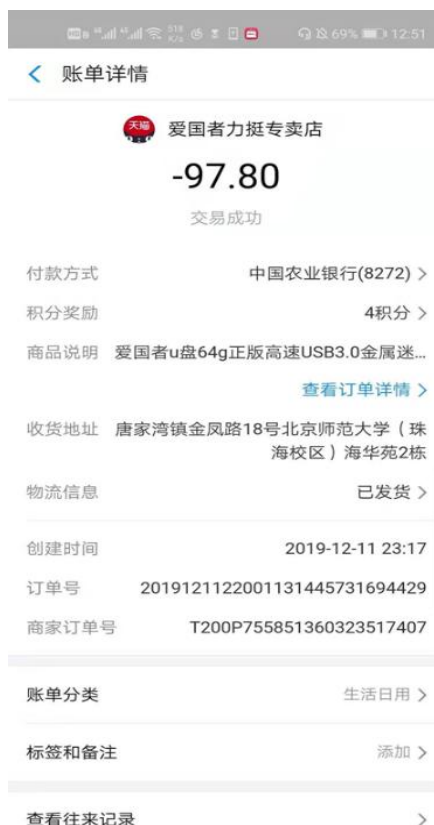 518
K/s
69% 12:51
账单详情
天猫
爱国者力挺专卖店
-97.80
交易成功
付款方式 中国农业银行(8272)
积分奖励 4积分
商品说明 爱国者u盘64g正版高速USB3.0金属迷...
查看订单详情
收货地址 唐家湾镇金凤路18号北京师范大学（珠
海校区）海华苑2栋
物流信息 已发货
创建时间 2019-12-11 23:17
订单号 2019121122001131445731694429
商家订单号 T200P755851360323517407
账单分类 生活日用
标签和备注 添加
查看往来记录